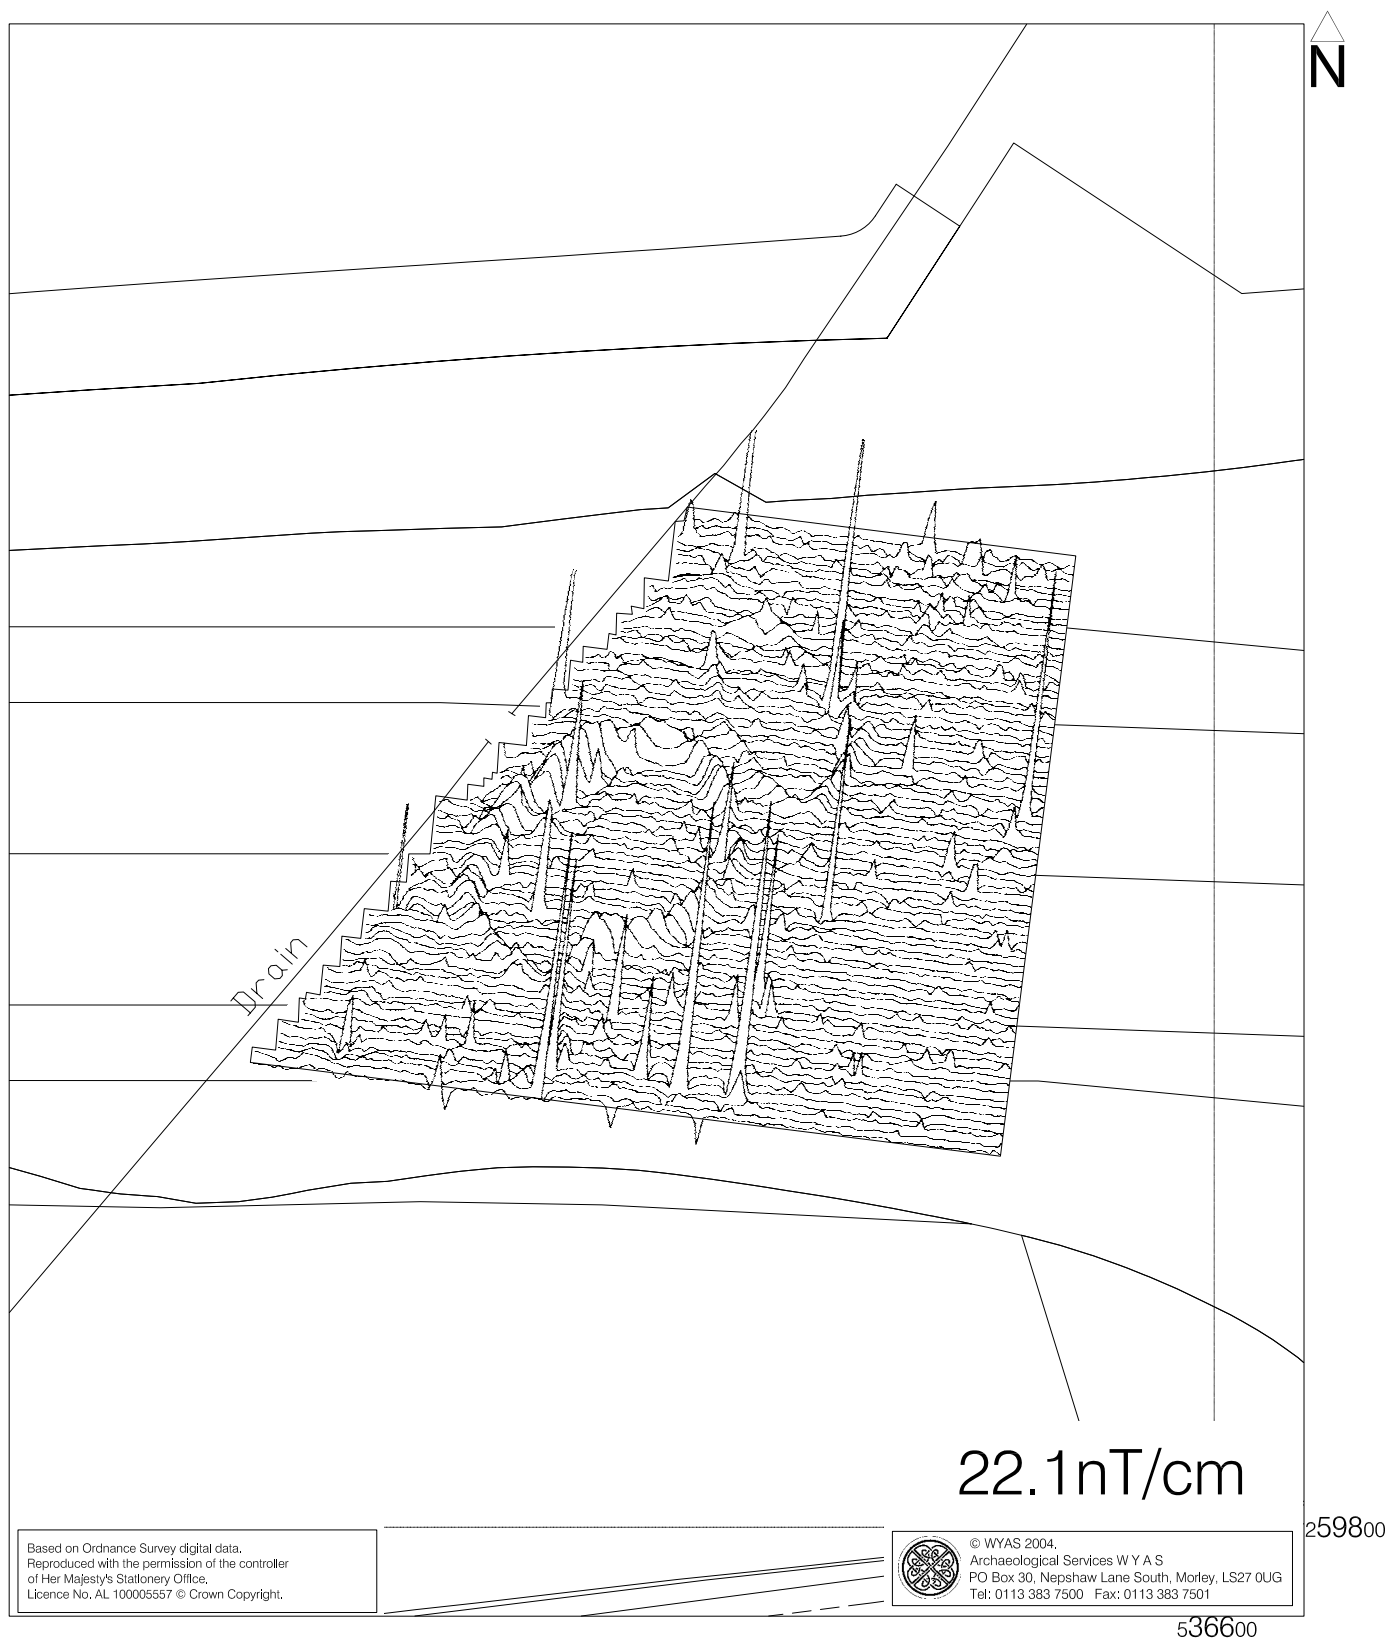 N
Drain
22.1nT/cm
259800
Based on Ordnance Survey digital data.
Reproduced with the permission of the controller
of Her Majesty's Stationery Office.
Licence No. AL 100005557 © Crown Copyright.
© WYAS 2004.
Archaeological Services W Y A S
PO Box 30, Nepshaw Lane South, Morley, LS27 0UG
Tel: 0113 383 7500 Fax: 0113 383 7501
536600